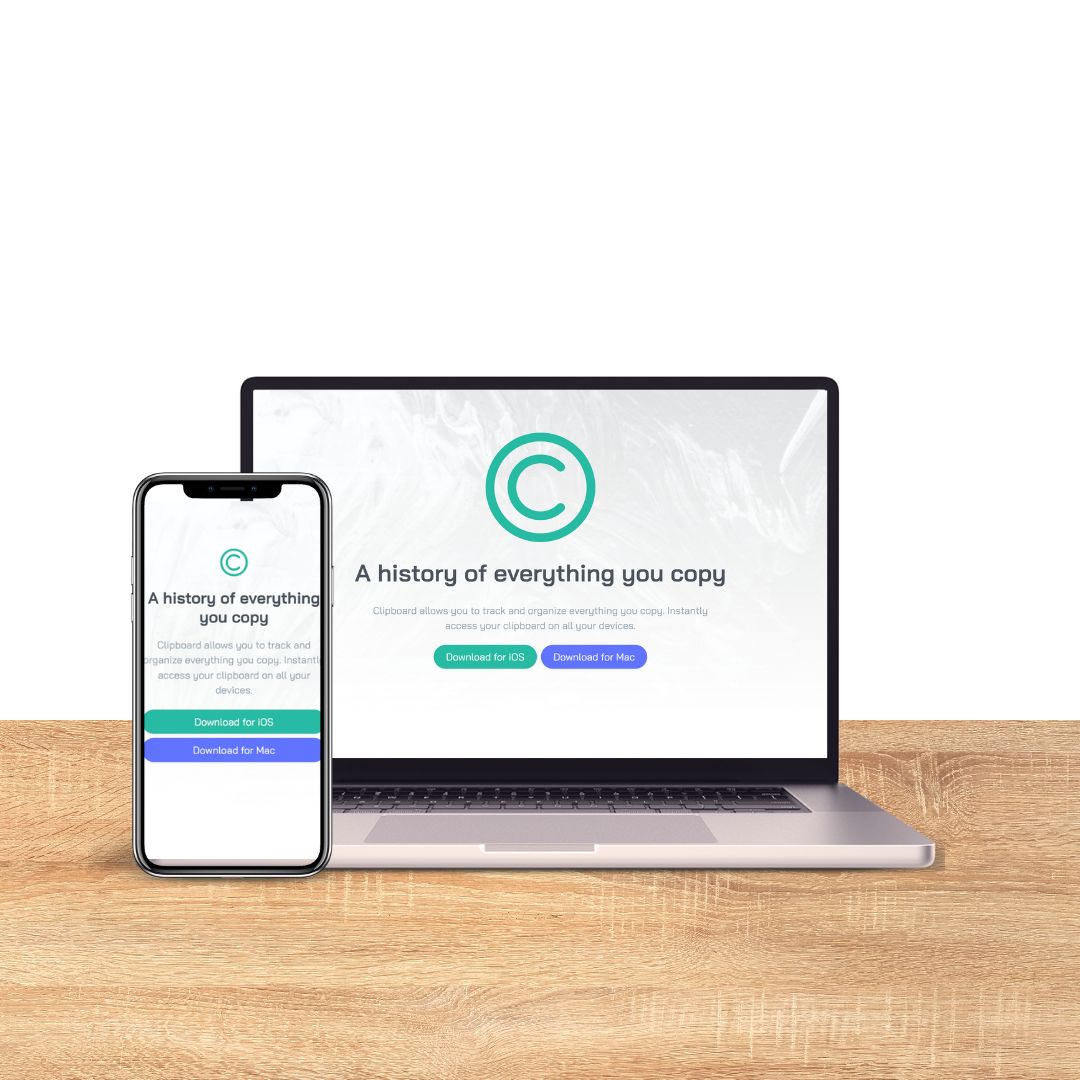 A history of everything you copy
Clipboard allows you to track and organize everything you copy. Instantly
access your clipboard on all your devices.
Download for iOS
Download for Mac
A history of everything
you copy
Clipboard allows you to track and
organize everything you copy. Instantly
access your clipboard on all your
devices.
Download for iOS
Download for Mac